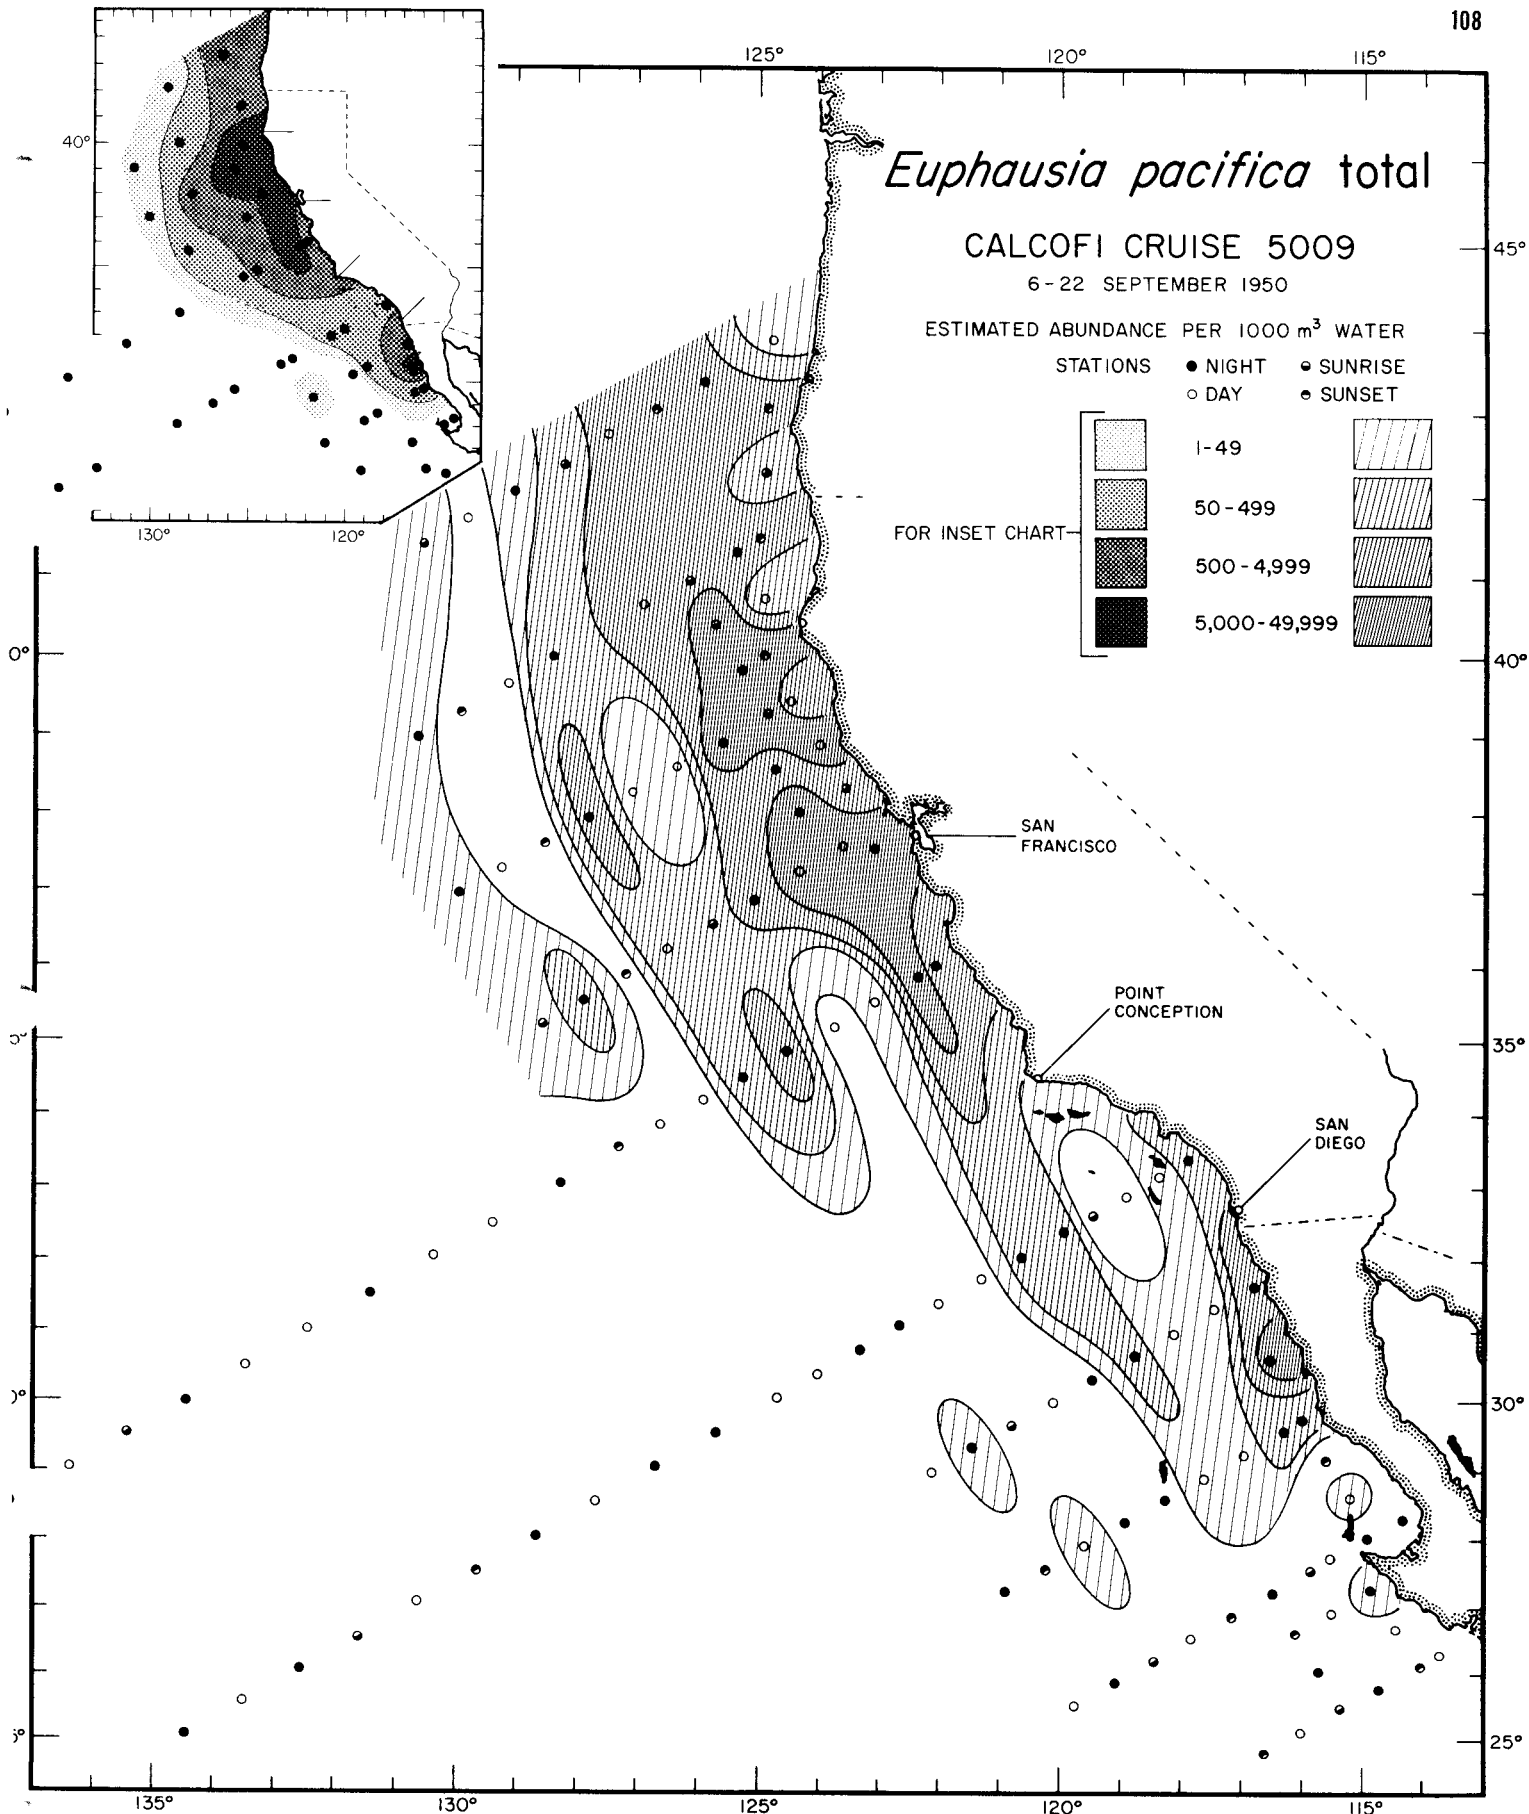 108
125°
120°
115°
40°
130°
120°
Euphausia pacifica total
CALCOFI CRUISE 5009
6-22 SEPTEMBER 1950
ESTIMATED ABUNDANCE PER 1000 m³ WATER
STATIONS
NIGHT
SUNRISE
DAY
SUNSET
FOR INSET CHART
1-49
50-499
500-4,999
5,000-49,999
45°
0°
40°
SAN
FRANCISCO
POINT
CONCEPTION
35°
SAN
DIEGO
30°
25°
135°
130°
125°
120°
115°